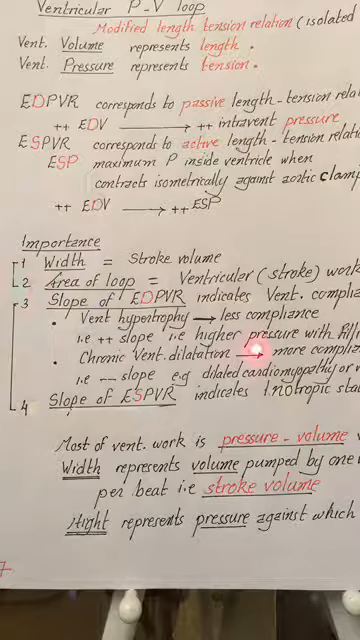 Ventricular P-V loop
Modified length tension relation (isolated
Vent. Volume represents length.
Vent. Pressure represents tension.
EDPVR corresponds to passive length-tension rela
++ EDV → ++ intravent pressure
ESPVR corresponds to active length-tension relati
ESP maximum P inside ventricle when
contracts isometrically against aortic clamp
++ EDV → ++ ESP
Importance
1 Width = Stroke volume
2 Area of loop = Ventricular (stroke) work
3 Slope of EDPVR indicates Vent. complia
• Vent hypertrophy → less compliance
i.e ++ slope i.e higher pressure with fill
• Chronic Vent. dilatation → more complia
i.e -- slope e.g dilated cardiomyopathy or v
4 Slope of ESPVR indicates Inotropic sta
Most of vent. work is pressure-volume w
Width represents volume pumped by one v
per beat i.e stroke volume
Hight represents pressure against which
7